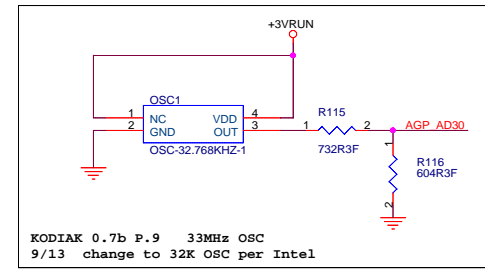 +3VRUN
OSC1
1 NC VDD 4
2 GND OUT 3
OSC-32.768KHZ-1
R115
1 2
732R3F
AGP_AD30
1
R116
604R3F
2
KODIAK 0.7b P.9 33MHz OSC
9/13 change to 32K OSC per Intel